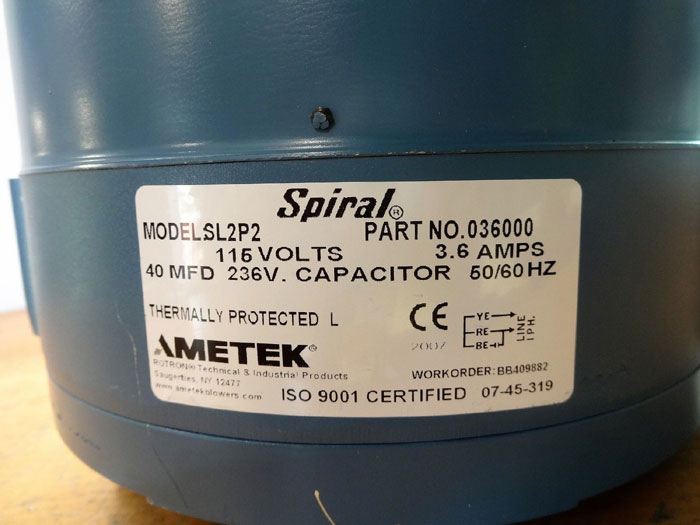 Spiral®
MODEL SL2P2 PART NO. 036000
115 VOLTS 3.6 AMPS
40 MFD 236V. CAPACITOR 50/60 HZ
THERMALLY PROTECTED L
CE
2007
YE
RE
BE
LINE
1PH.
AMETEK®
ROTRON® Technical & Industrial Products
Saugerties, NY 12477
www.ametekblowers.com
WORKORDER: BB409882
ISO 9001 CERTIFIED 07-45-319